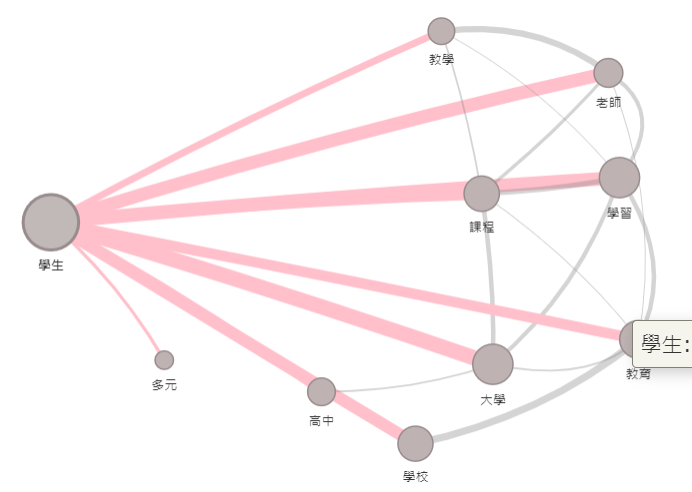 教學
老師
課程
學習
學生
學生:
教育
多元
大學
高中
學校